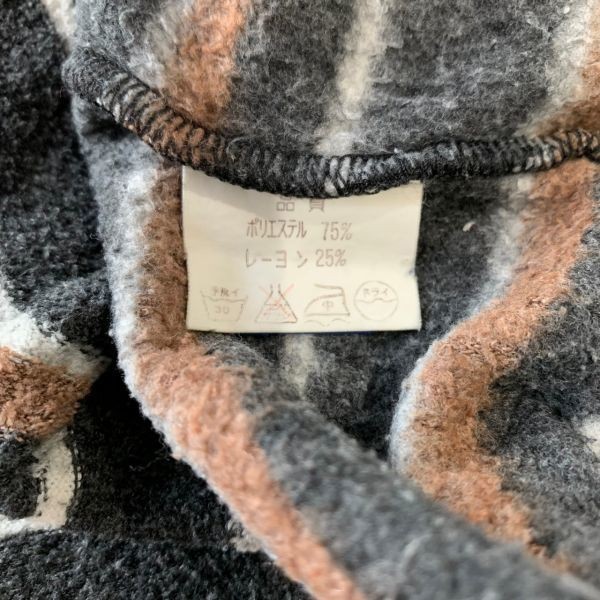 品質
ポリエステル 75%
レーヨン 25%
手洗イ 30 中 ドライ